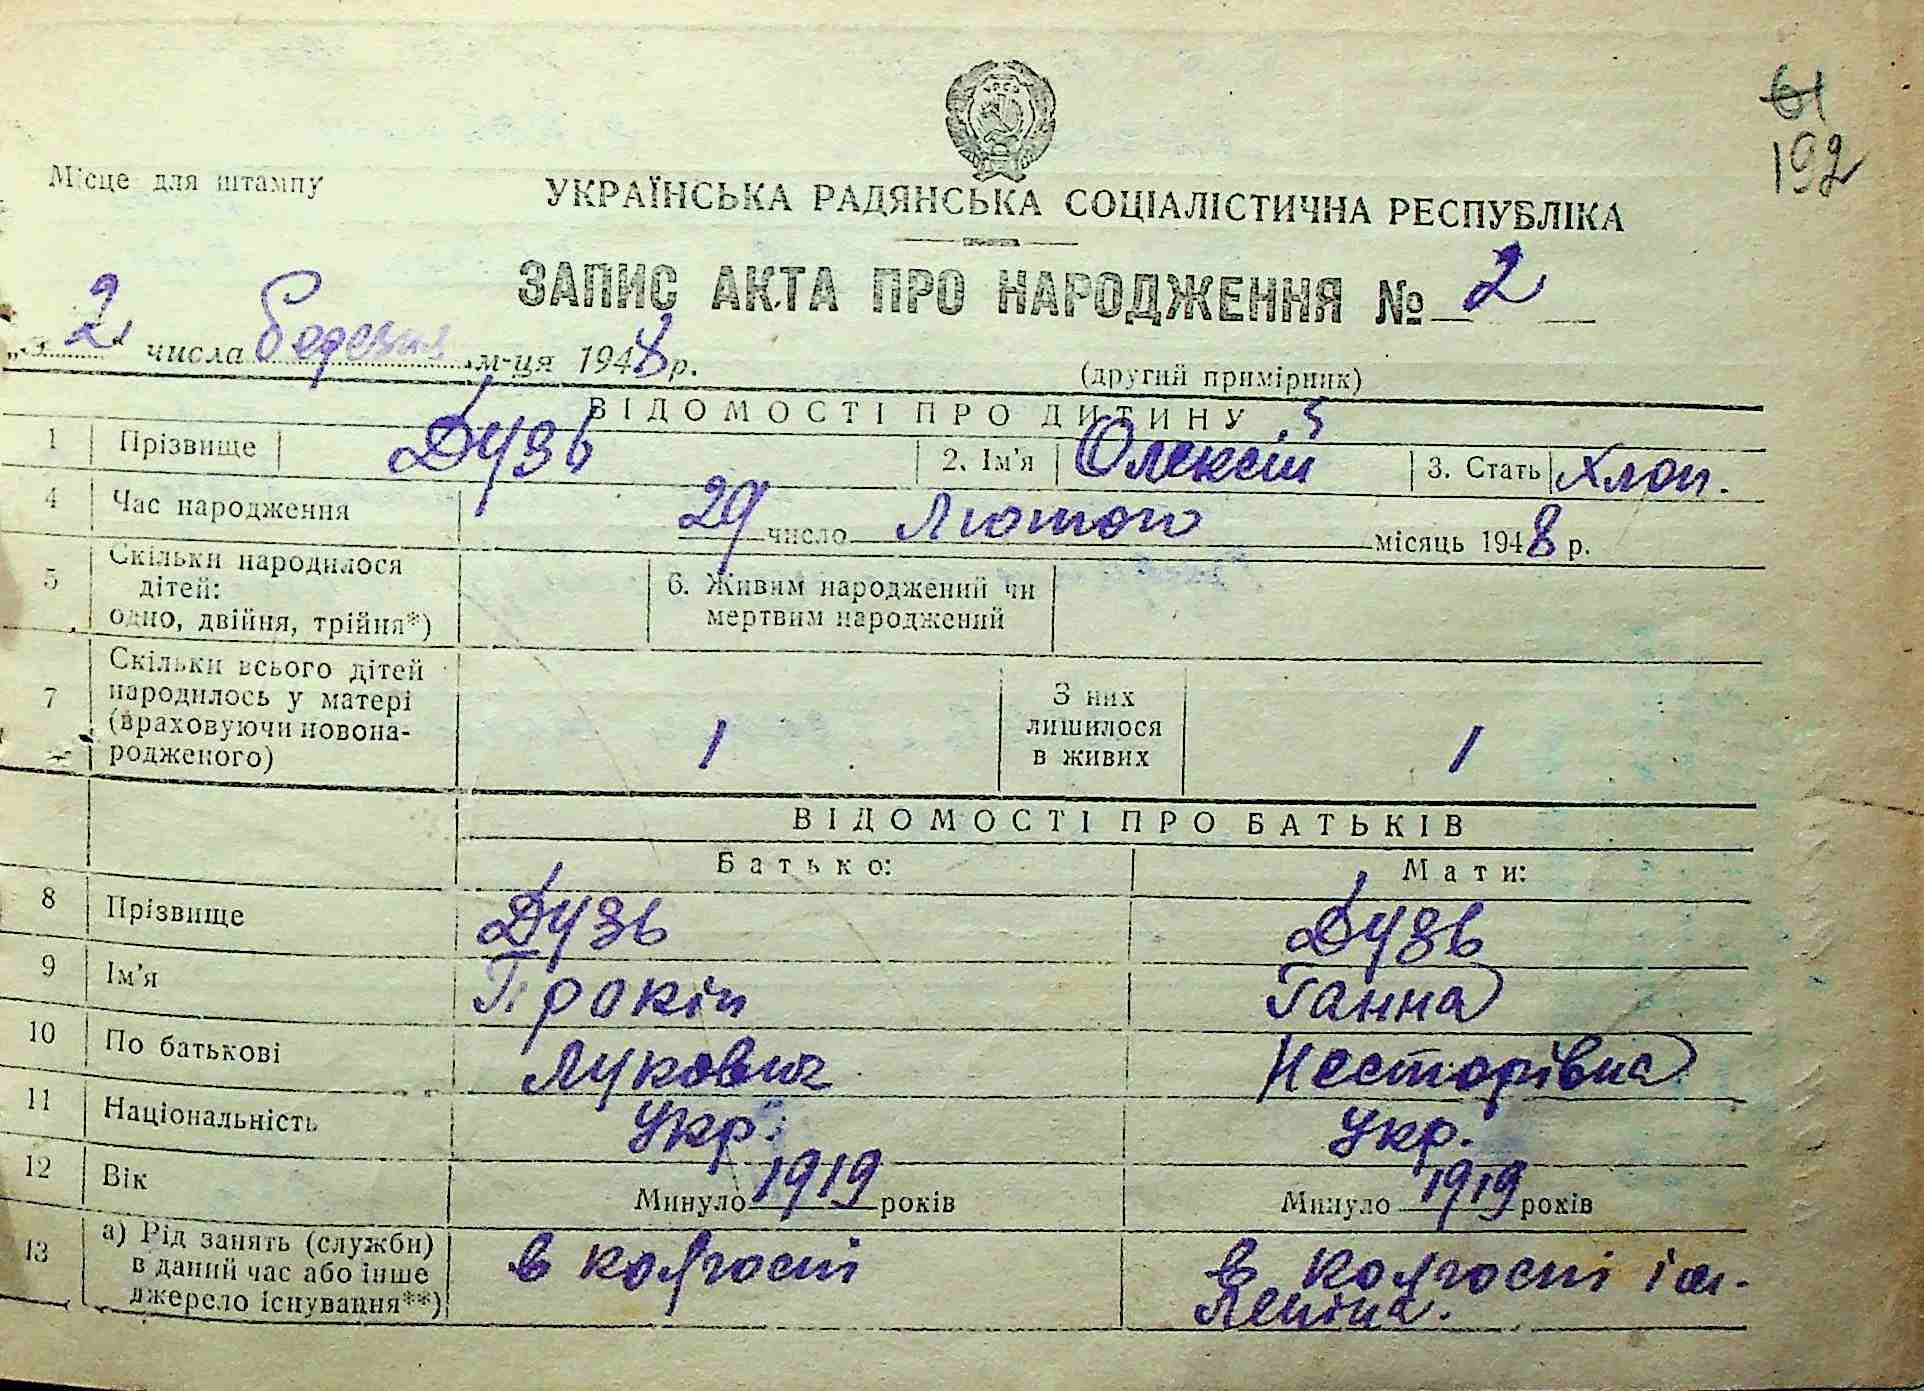 61
192
УРСР
Місце для штампу
УКРАЇНСЬКА РАДЯНСЬКА СОЦІАЛІСТИЧНА РЕСПУБЛІКА
ЗАПИС АКТА ПРО НАРОДЖЕННЯ № 2
„ 2 “ числа березня м-ця 1948 р.
(другий примірник)
ВІДОМОСТІ ПРО ДИТИНУ
1 Прізвище Дузь 2. Ім'я Олексій 3. Стать Хлоп.
4 Час народження 29 число Лютого місяць 1948 р.
5 Скільки народилося дітей: одно, двійня, трійня*) 6. Живим народжений чи мертвим народжений
7 Скільки всього дітей народилось у матері (враховуючи новонародженого) 1 З них лишилося в живих 1
ВІДОМОСТІ ПРО БАТЬКІВ
Батько: Мати:
8 Прізвище Дузь Дузь
9 Ім'я Прокіп Ганна
10 По батькові Лукович Несторівна
11 Національність Укр. Укр.
12 Вік Минуло 1919 років Минуло 1919 років
13 а) Рід занять (служби) в даний час або інше джерело існування**) в колгоспі в колгоспі ім. Леніна.